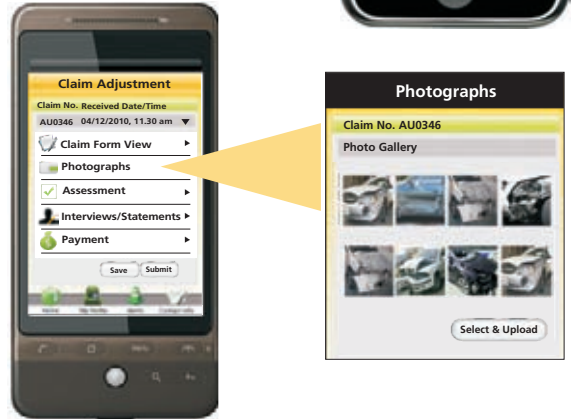 Claim Adjustment
Claim No. Received Date/Time
AU0346 04/12/2010, 11.30 am
Claim Form View
Photographs
Assessment
Interviews/Statements
Payment
Save Submit
Photographs
Claim No. AU0346
Photo Gallery
Select & Upload